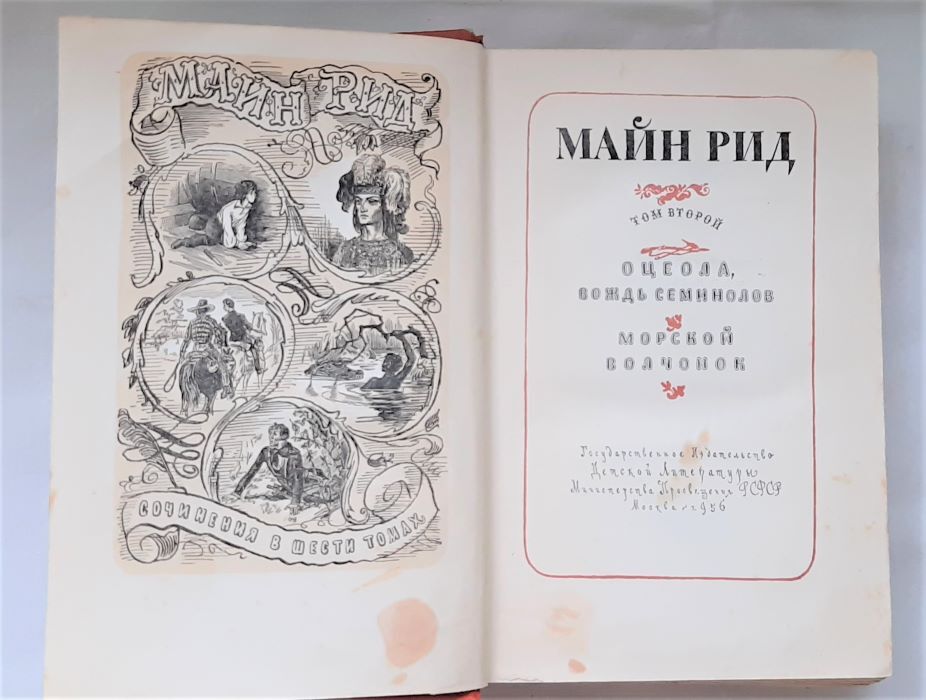 МАЙН РИД
СОЧИНЕНИЯ В ШЕСТИ ТОМАХ
МАЙН РИД
ТОМ ВТОРОЙ
ОЦЕОЛА,
ВОЖДЬ СЕМИНОЛОВ
МОРСКОЙ
ВОЛЧОНОК
Государственное Издательство
Детской Литературы
Министерства Просвещения РСФСР
Москва 1956